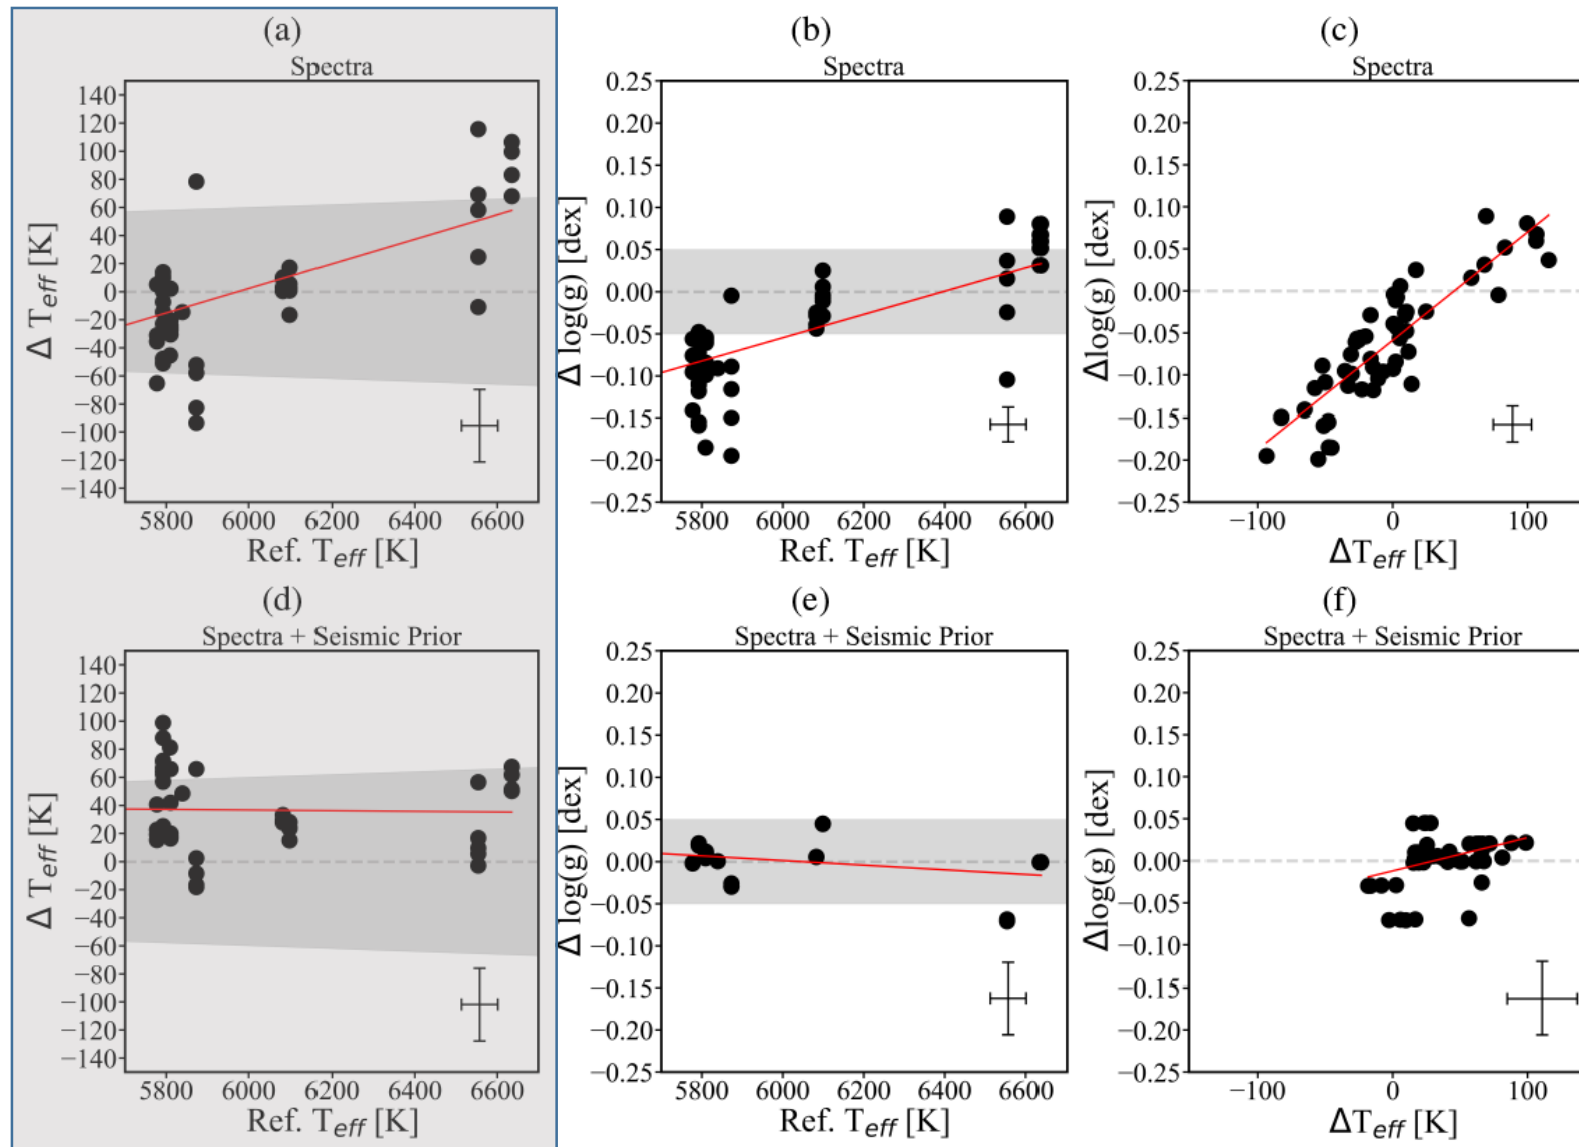 (a)
Spectra
140
120
100
80
60
40
20
0
−20
−40
−60
−80
−100
−120
−140
Δ T_eff [K]
5800 6000 6200 6400 6600
Ref. T_eff [K]
(b)
Spectra
0.25
0.20
0.15
0.10
0.05
0.00
−0.05
−0.10
−0.15
−0.20
−0.25
Δ log(g) [dex]
5800 6000 6200 6400 6600
Ref. T_eff [K]
(c)
Spectra
0.25
0.20
0.15
0.10
0.05
0.00
−0.05
−0.10
−0.15
−0.20
−0.25
Δlog(g) [dex]
−100 0 100
ΔT_eff [K]
(d)
Spectra + Seismic Prior
140
120
100
80
60
40
20
0
−20
−40
−60
−80
−100
−120
−140
Δ T_eff [K]
5800 6000 6200 6400 6600
Ref. T_eff [K]
(e)
Spectra + Seismic Prior
0.25
0.20
0.15
0.10
0.05
0.00
−0.05
−0.10
−0.15
−0.20
−0.25
Δ log(g) [dex]
5800 6000 6200 6400 6600
Ref. T_eff [K]
(f)
Spectra + Seismic Prior
0.25
0.20
0.15
0.10
0.05
0.00
−0.05
−0.10
−0.15
−0.20
−0.25
Δlog(g) [dex]
−100 0 100
ΔT_eff [K]